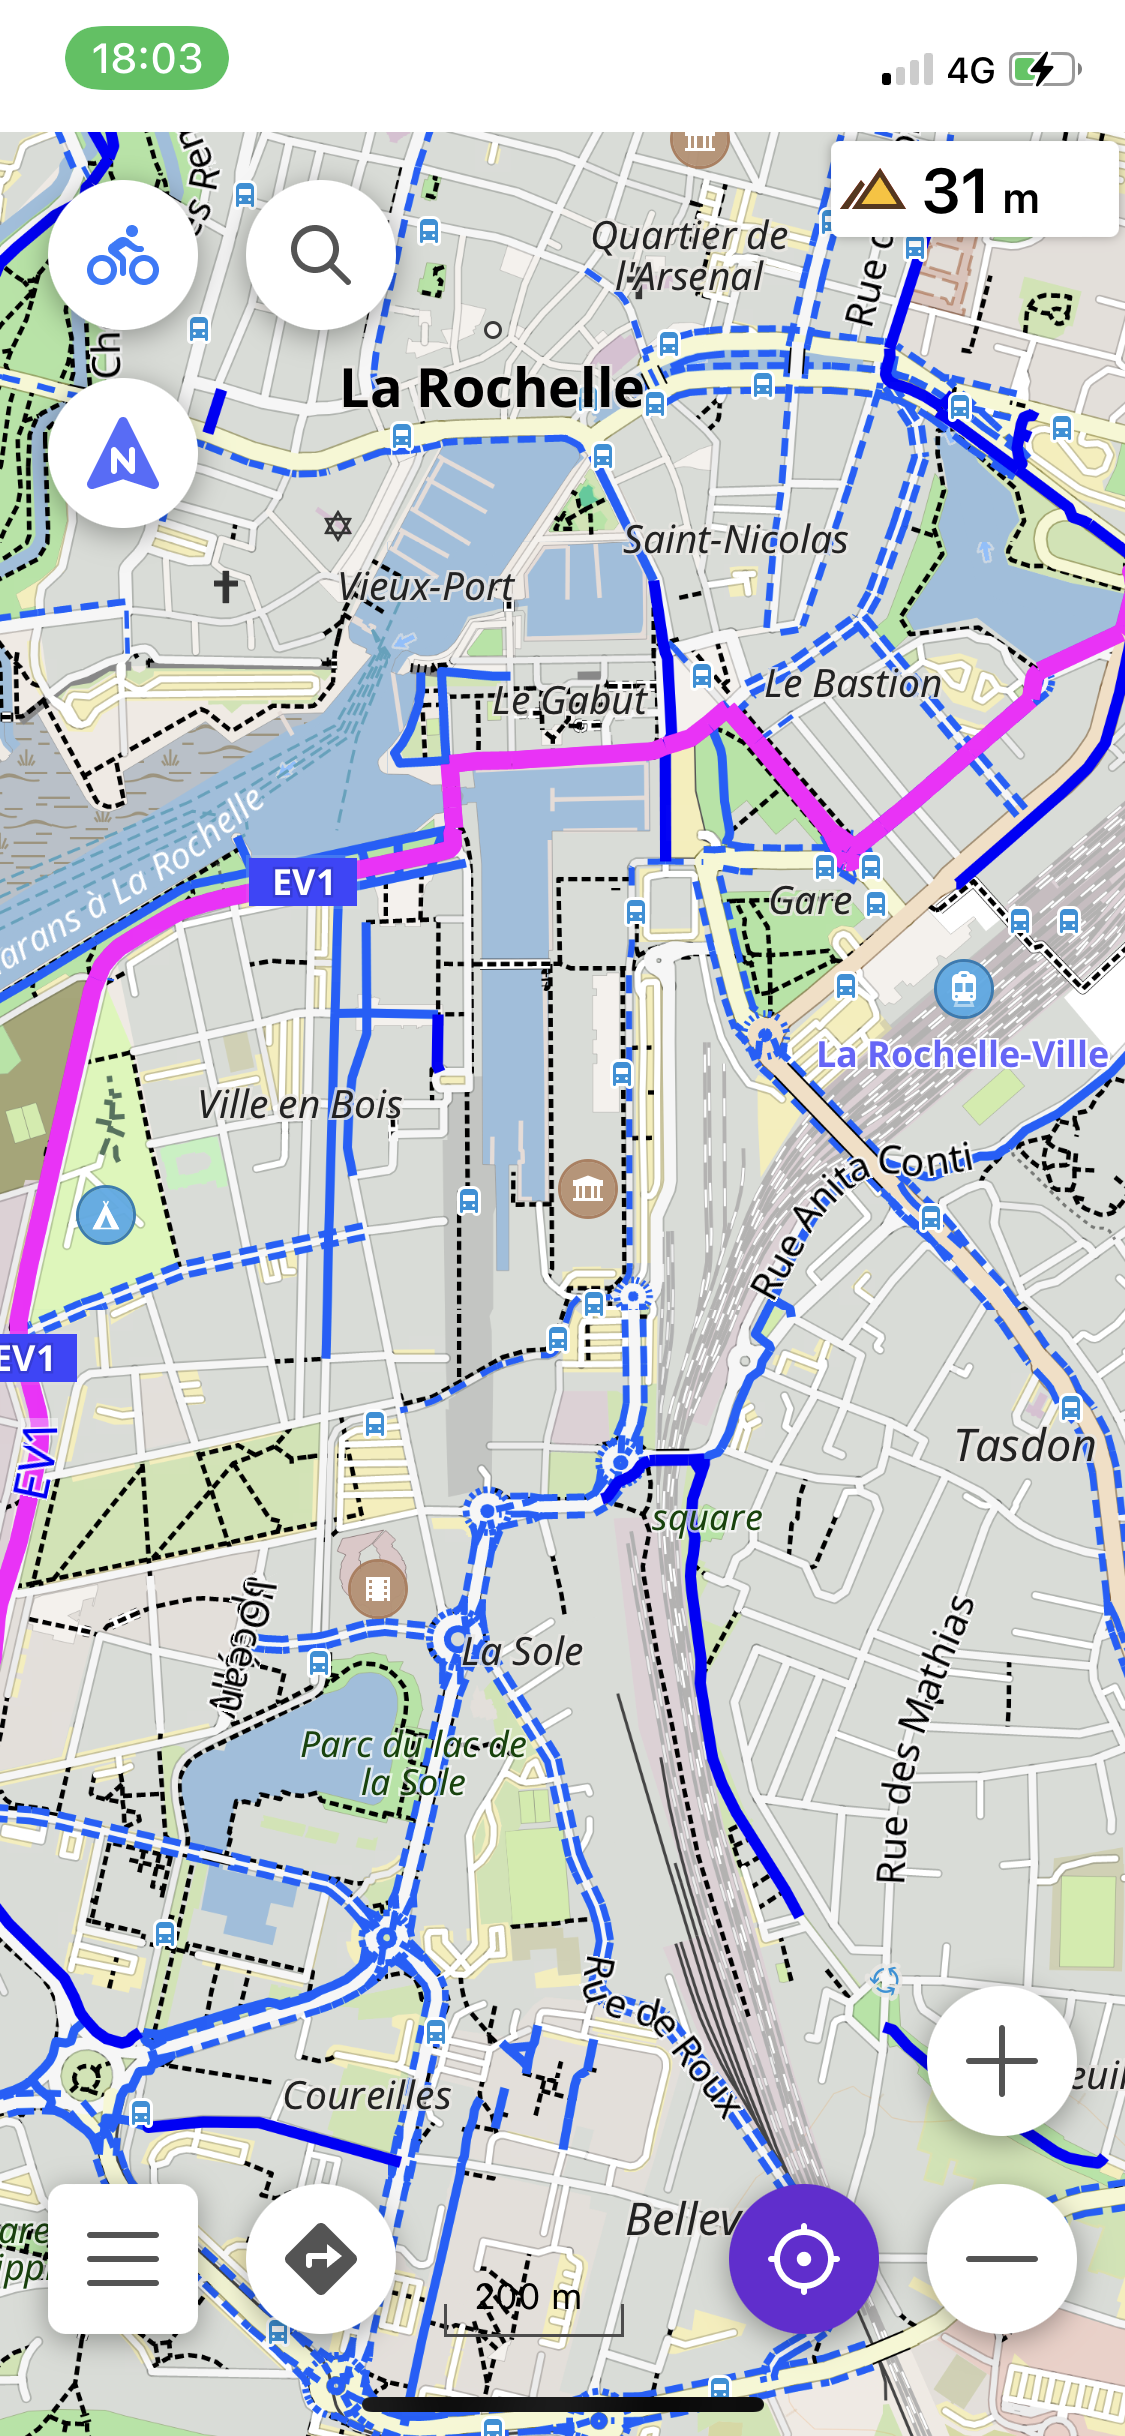 18:03
4G
31 m
Quartier de
l'Arsenal
La Rochelle
N
Saint-Nicolas
Vieux-Port
Le Gabut
Le Bastion
à La Rochelle
EV1
Gare
La Rochelle-Ville
Ville en Bois
Rue Anita Conti
EV1
EV1
Tasdon
square
La Sole
Parc du lac de
la Sole
Rue des Mathias
Rue de Roux
Coureilles
Bellev
200 m